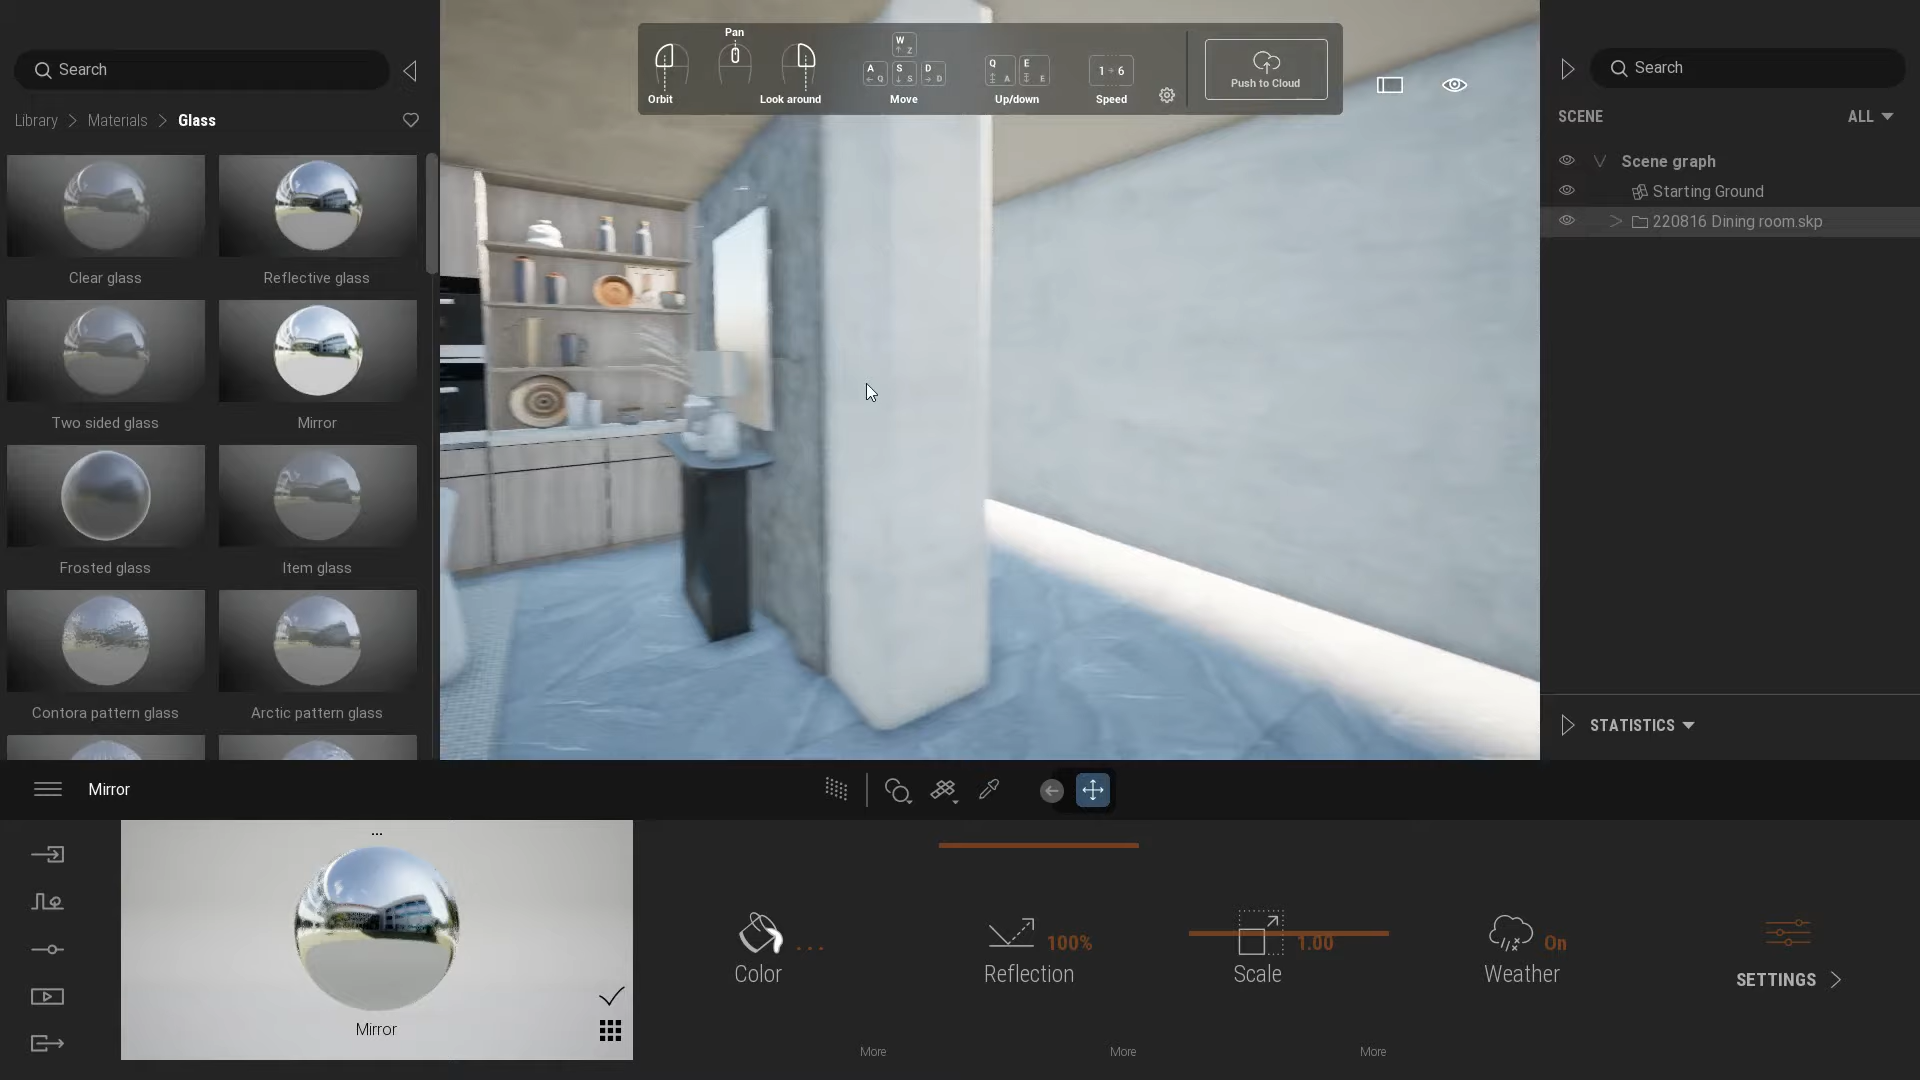 Search
Library > Materials > Glass
Clear glass
Reflective glass
Two sided glass
Mirror
Frosted glass
Item glass
Contora pattern glass
Arctic pattern glass
Pan
Orbit
Look around
W
Z
A
Q
S
S
D
D
Move
Q
A
E
E
Up/down
1 ÷ 6
Speed
Push to Cloud
Search
SCENE
ALL
Scene graph
Starting Ground
220816 Dining room.skp
STATISTICS
Mirror
...
Mirror
Color
...
Reflection
100%
Scale
1.00
Weather
On
SETTINGS
More
More
More